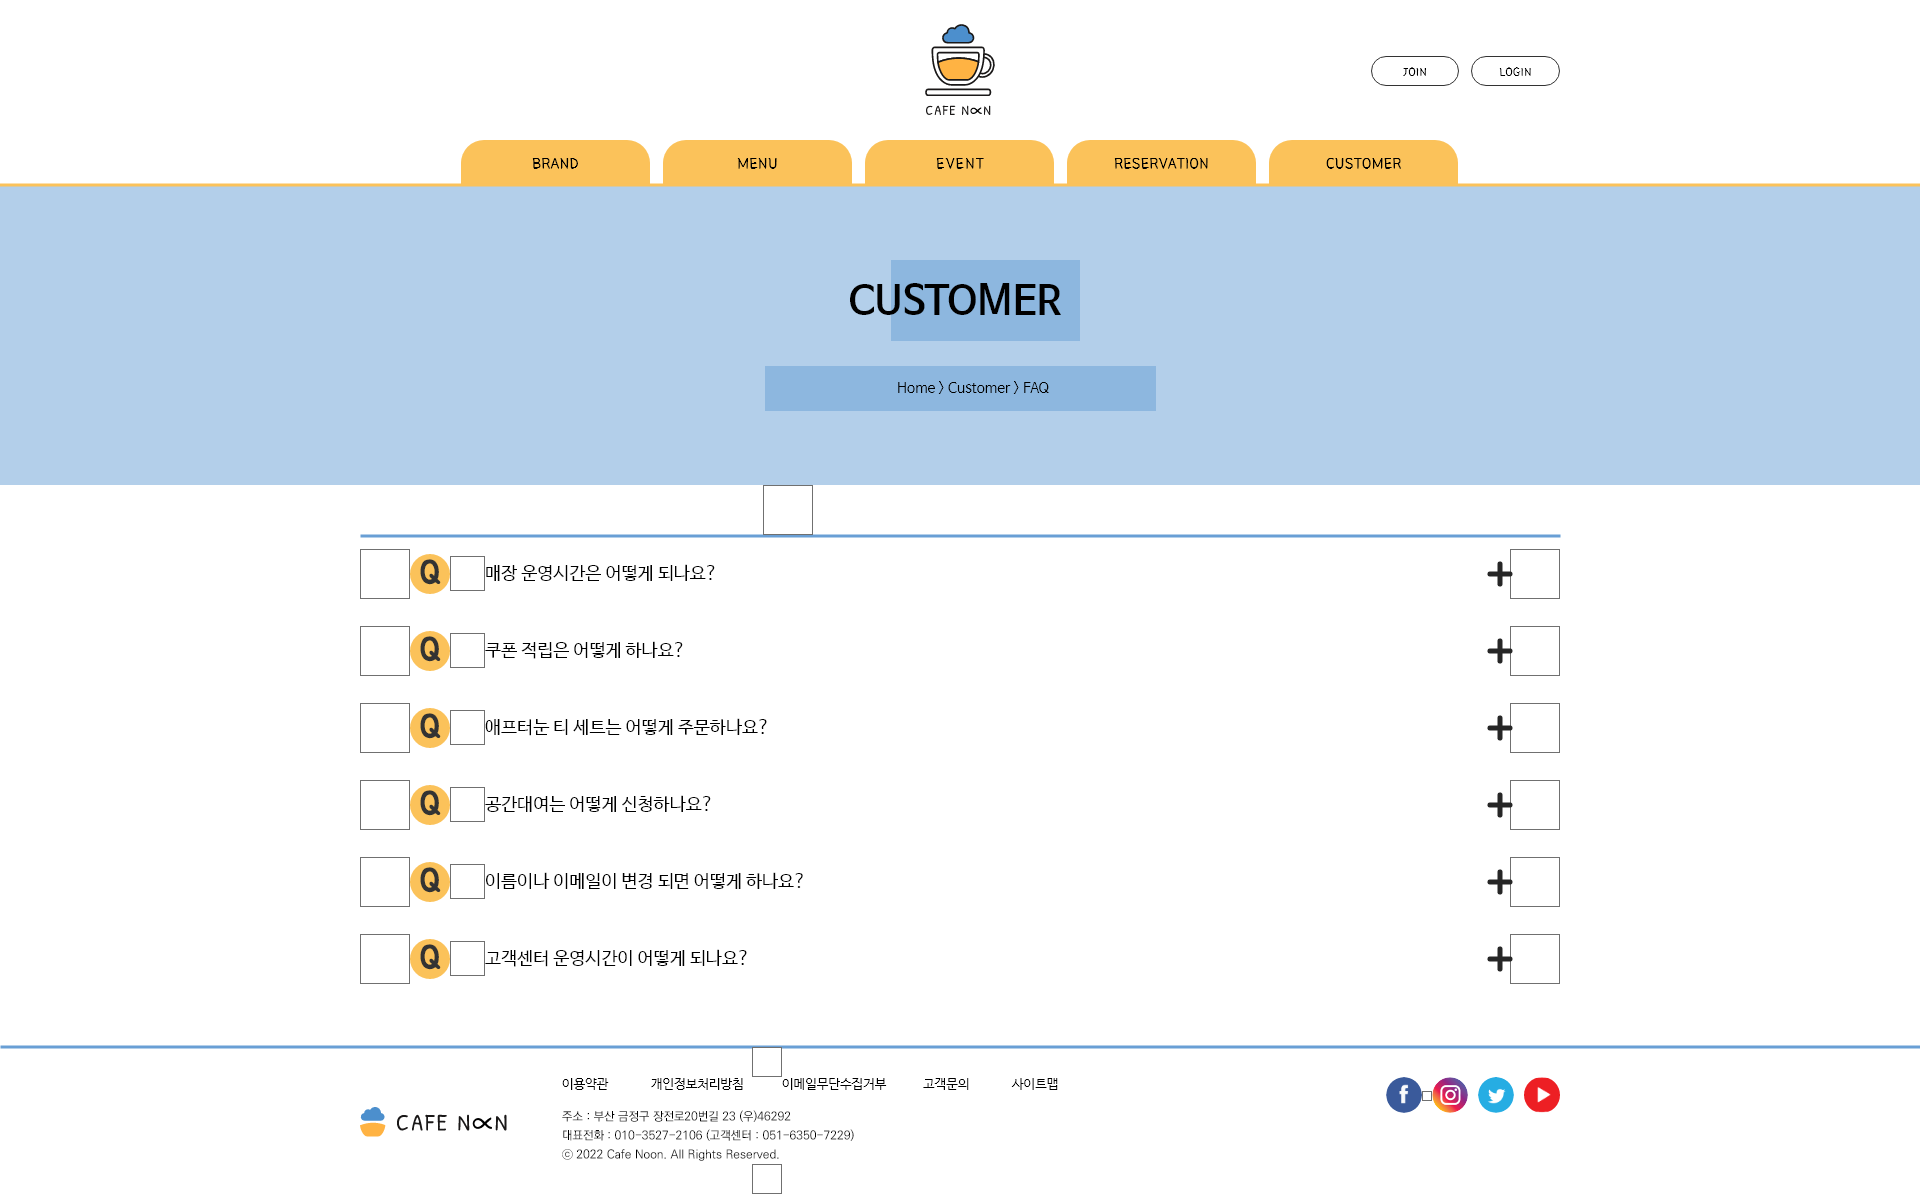 CAFE NOON
JOIN
LOGIN
BRAND
MENU
EVENT
RESERVATION
CUSTOMER
CUSTOMER
Home > Customer > FAQ
Q 매장 운영시간은 어떻게 되나요?
Q 쿠폰 적립은 어떻게 하나요?
Q 애프터눈 티 세트는 어떻게 주문하나요?
Q 공간대여는 어떻게 신청하나요?
Q 이름이나 이메일이 변경 되면 어떻게 하나요?
Q 고객센터 운영시간이 어떻게 되나요?
이용약관 개인정보처리방침 이메일무단수집거부 고객문의 사이트맵
CAFE NOON
주소 : 부산 금정구 장전로20번길 23 (우)46292
대표전화 : 010-3527-2106 (고객센터 : 051-6350-7229)
ⓒ 2022 Cafe Noon. All Rights Reserved.